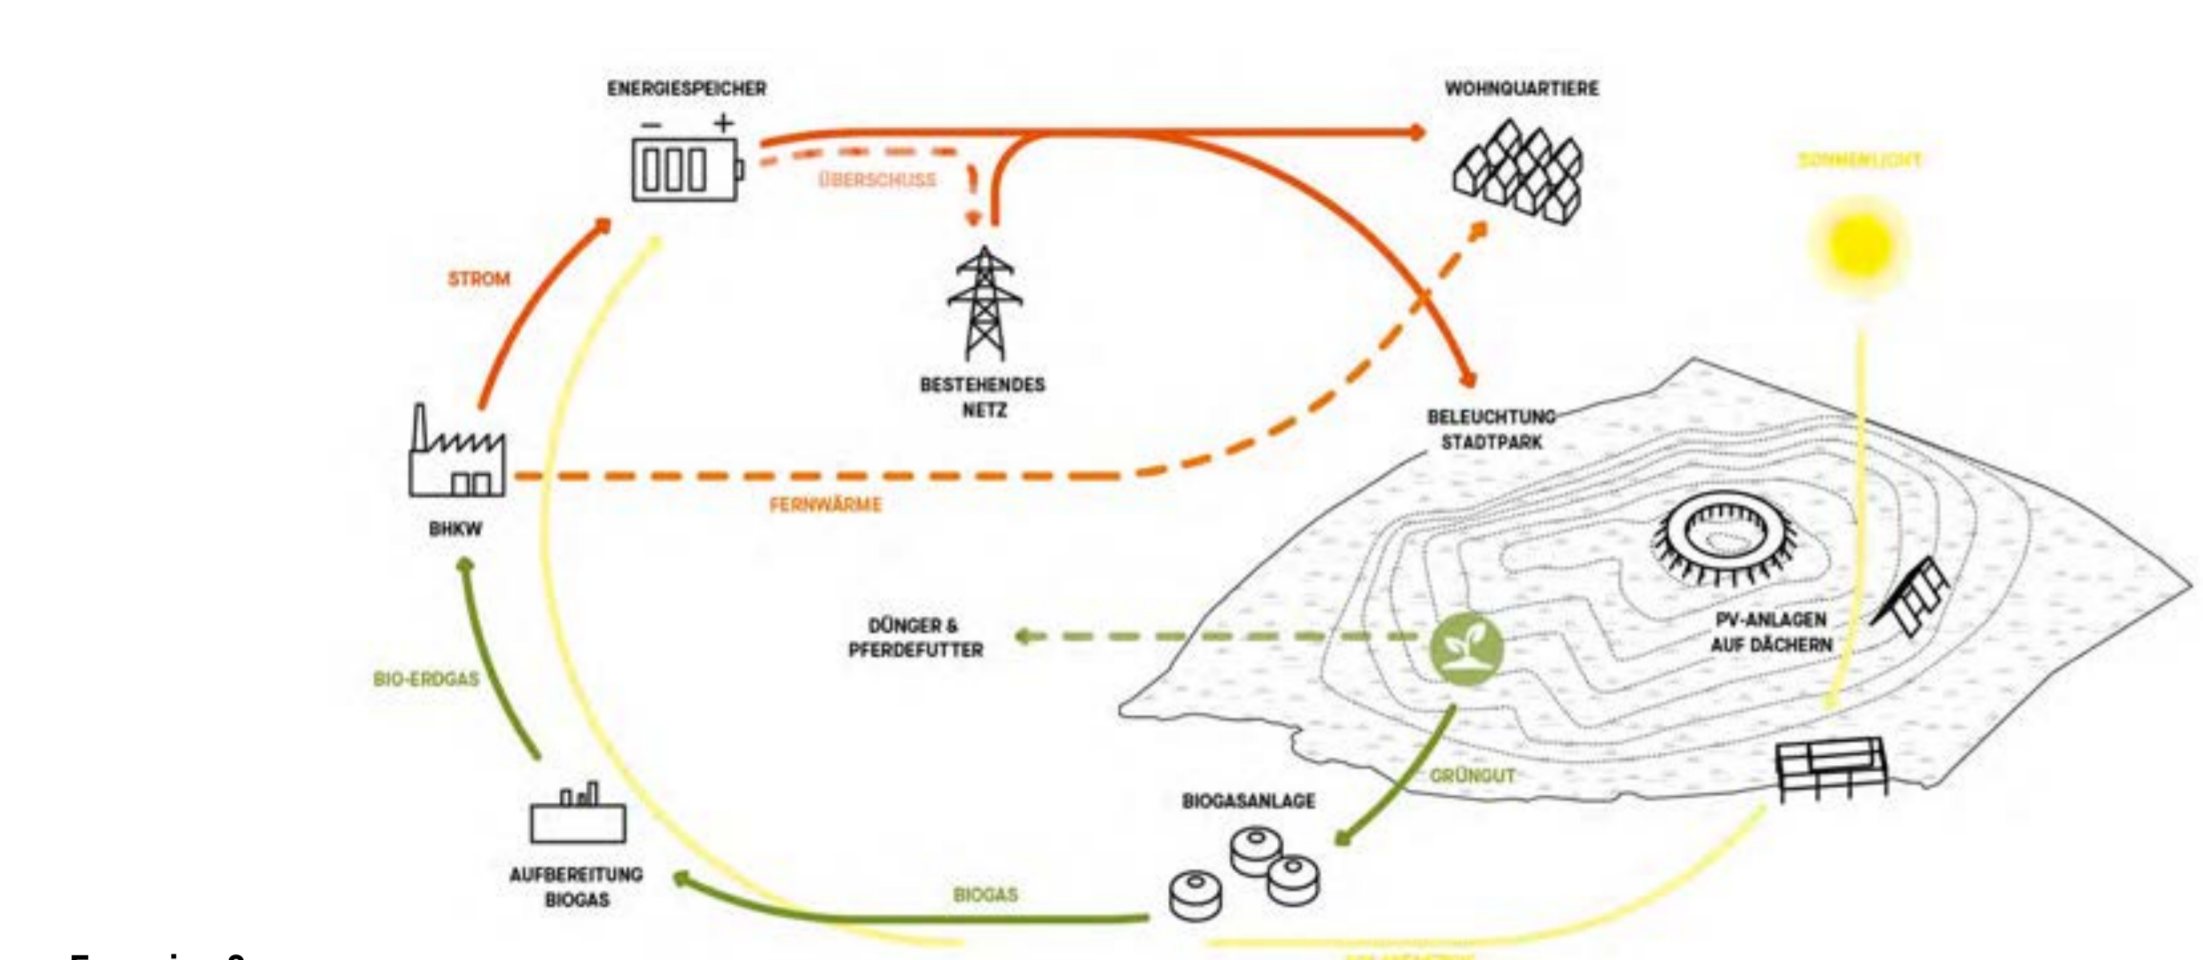 ENERGIESPEICHER
WOHNQUARTIERE
SONNENLICHT
ÜBERSCHUSS
STROM
BESTEHENDES
NETZ
BELEUCHTUNG
STADTPARK
FERNWÄRME
BHKW
DÜNGER &
PFERDEFUTTER
PV-ANLAGEN
AUF DÄCHERN
BIO-ERDGAS
GRÜNGUT
BIOGASANLAGE
AUFBEREITUNG
BIOGAS
BIOGAS